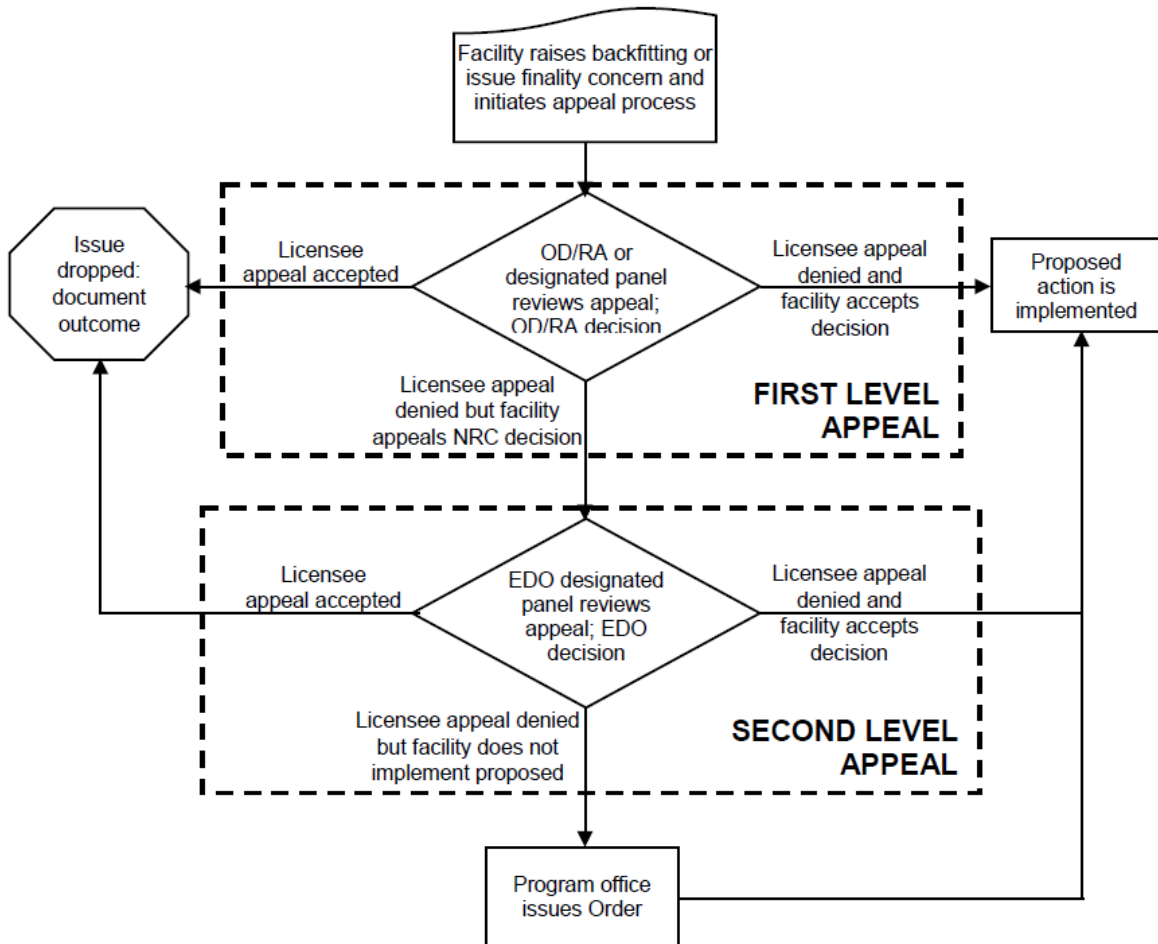 Facility raises backfitting or
issue finality concern and
initiates appeal process
Issue
dropped:
document
outcome
Licensee
appeal accepted
OD/RA or
designated panel
reviews appeal;
OD/RA decision
Licensee appeal
denied and
facility accepts
decision
Proposed
action is
implemented
Licensee appeal
denied but facility
appeals NRC decision
FIRST LEVEL
APPEAL
Licensee
appeal accepted
EDO designated
panel reviews
appeal; EDO
decision
Licensee appeal
denied and
facility accepts
decision
Licensee appeal denied
but facility does not
implement proposed
SECOND LEVEL
APPEAL
Program office
issues Order